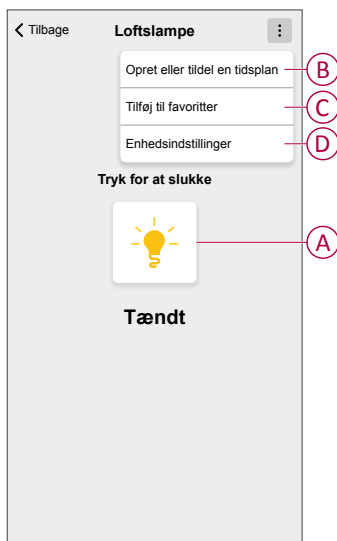 Tilbage Loftslampe
Opret eller tildel en tidsplan B
Tilføj til favoritter C
Enhedsindstillinger D
Tryk for at slukke
A
Tændt